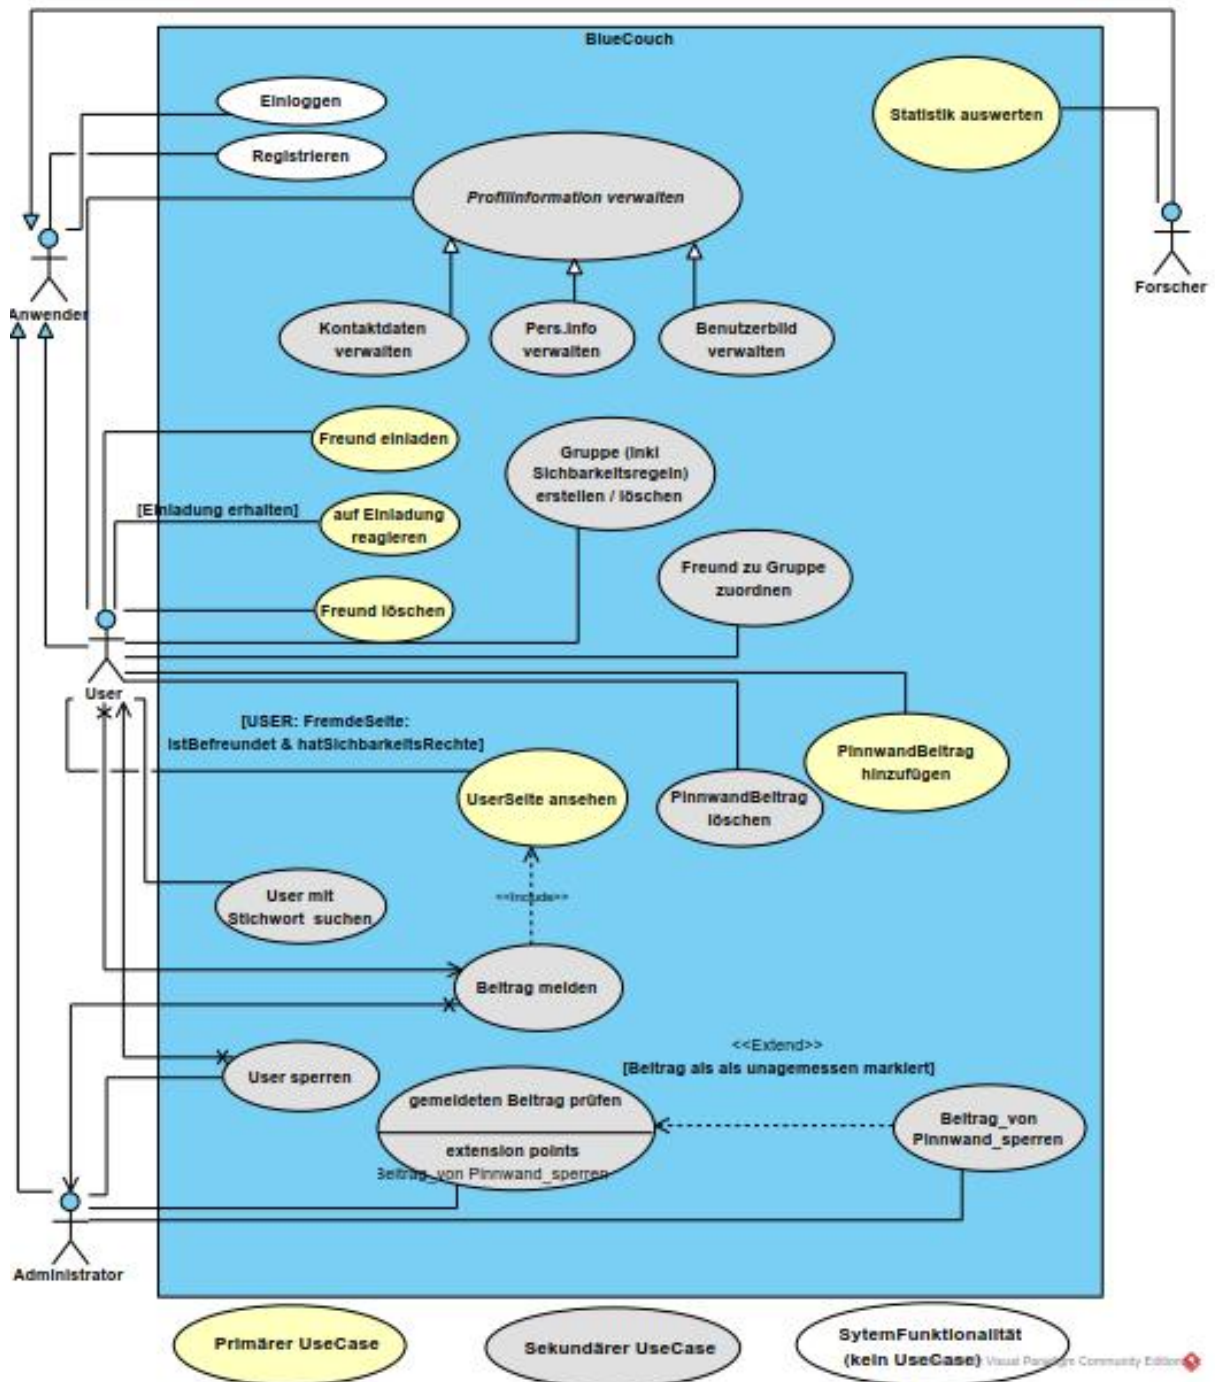 BlueCouch
Einloggen
Statistik auswerten
Registrieren
Profilinformation verwalten
Forscher
Anwender
Kontaktdaten
verwalten
Pers.Info
verwalten
Benutzerbild
verwalten
Freund einladen
Gruppe (inkl
Sichbarkeitsregeln)
erstellen / löschen
[Einladung erhalten]
auf Einladung
reagieren
Freund zu Gruppe
zuordnen
Freund löschen
User
[USER: FremdeSeite:
istBefreundet & hatSichbarkeitsRechte]
PinnwandBeitrag
hinzufügen
UserSeite ansehen
PinnwandBeitrag
löschen
User mit
Stichwort suchen
<<Include>>
Beitrag melden
<<Extend>>
[Beitrag als als unagemessen markiert]
User sperren
gemeldeten Beitrag prüfen
extension points
Beitrag_von Pinnwand_sperren
Beitrag_von
Pinnwand_sperren
Administrator
Primärer UseCase
Sekundärer UseCase
SytemFunktionalität
(kein UseCase)
Visual Paradigm Community Edition